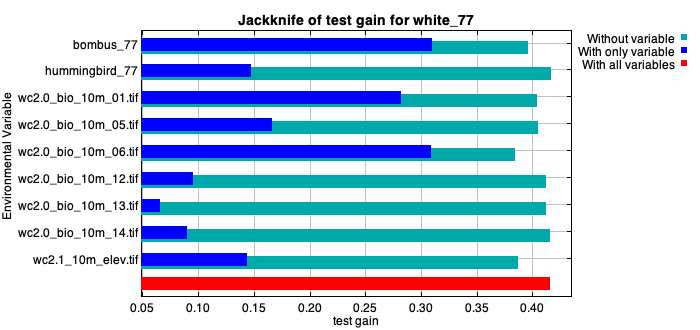 Jackknife of test gain for white_77
Without variable
With only variable
With all variables
Environmental Variable
bombus_77
hummingbird_77
wc2.0_bio_10m_01.tif
wc2.0_bio_10m_05.tif
wc2.0_bio_10m_06.tif
wc2.0_bio_10m_12.tif
wc2.0_bio_10m_13.tif
wc2.0_bio_10m_14.tif
wc2.1_10m_elev.tif
0.05 0.10 0.15 0.20 0.25 0.30 0.35 0.40
test gain